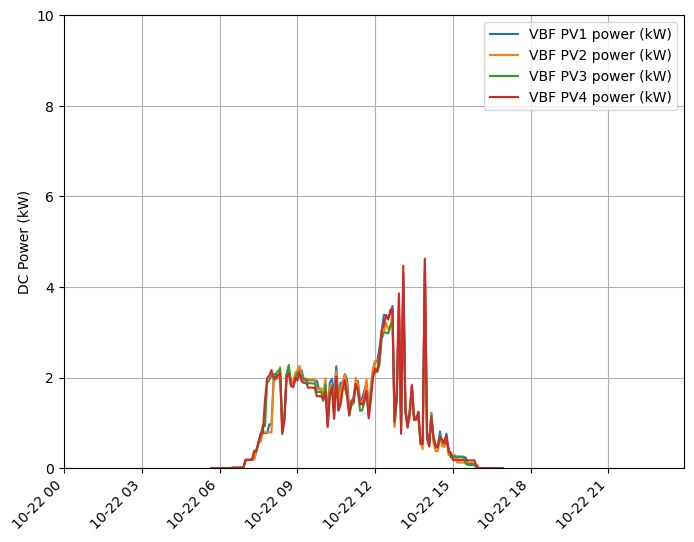 10
8
6
4
2
0
DC Power (kW)
VBF PV1 power (kW)
VBF PV2 power (kW)
VBF PV3 power (kW)
VBF PV4 power (kW)
10-22 00
10-22 03
10-22 06
10-22 09
10-22 12
10-22 15
10-22 18
10-22 21